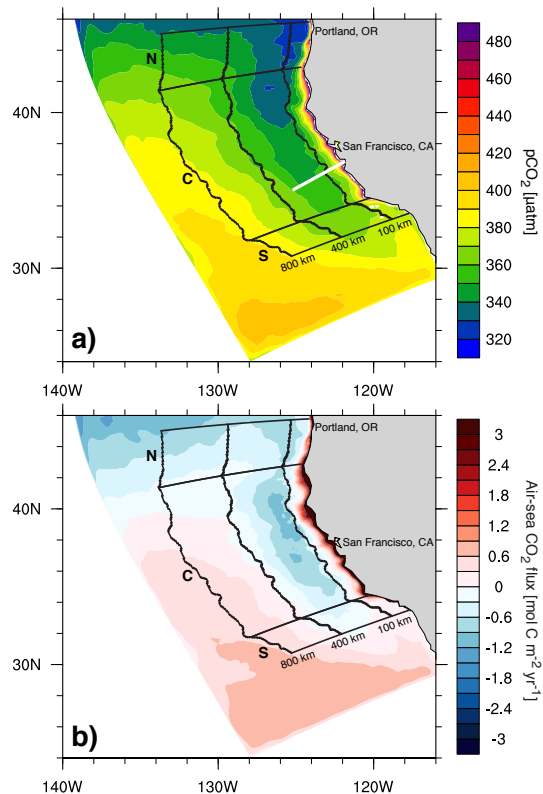 Portland, OR
N
40N
San Francisco, CA
C
S
800 km
400 km
100 km
30N
a)
140W
130W
120W
480
460
440
420
400
380
360
340
320
pCO₂ [µatm]
Portland, OR
N
40N
San Francisco, CA
C
S
800 km
400 km
100 km
30N
b)
140W
130W
120W
3
2.4
1.8
1.2
0.6
0
-0.6
-1.2
-1.8
-2.4
-3
Air-sea CO₂ flux [mol C m⁻² yr⁻¹]